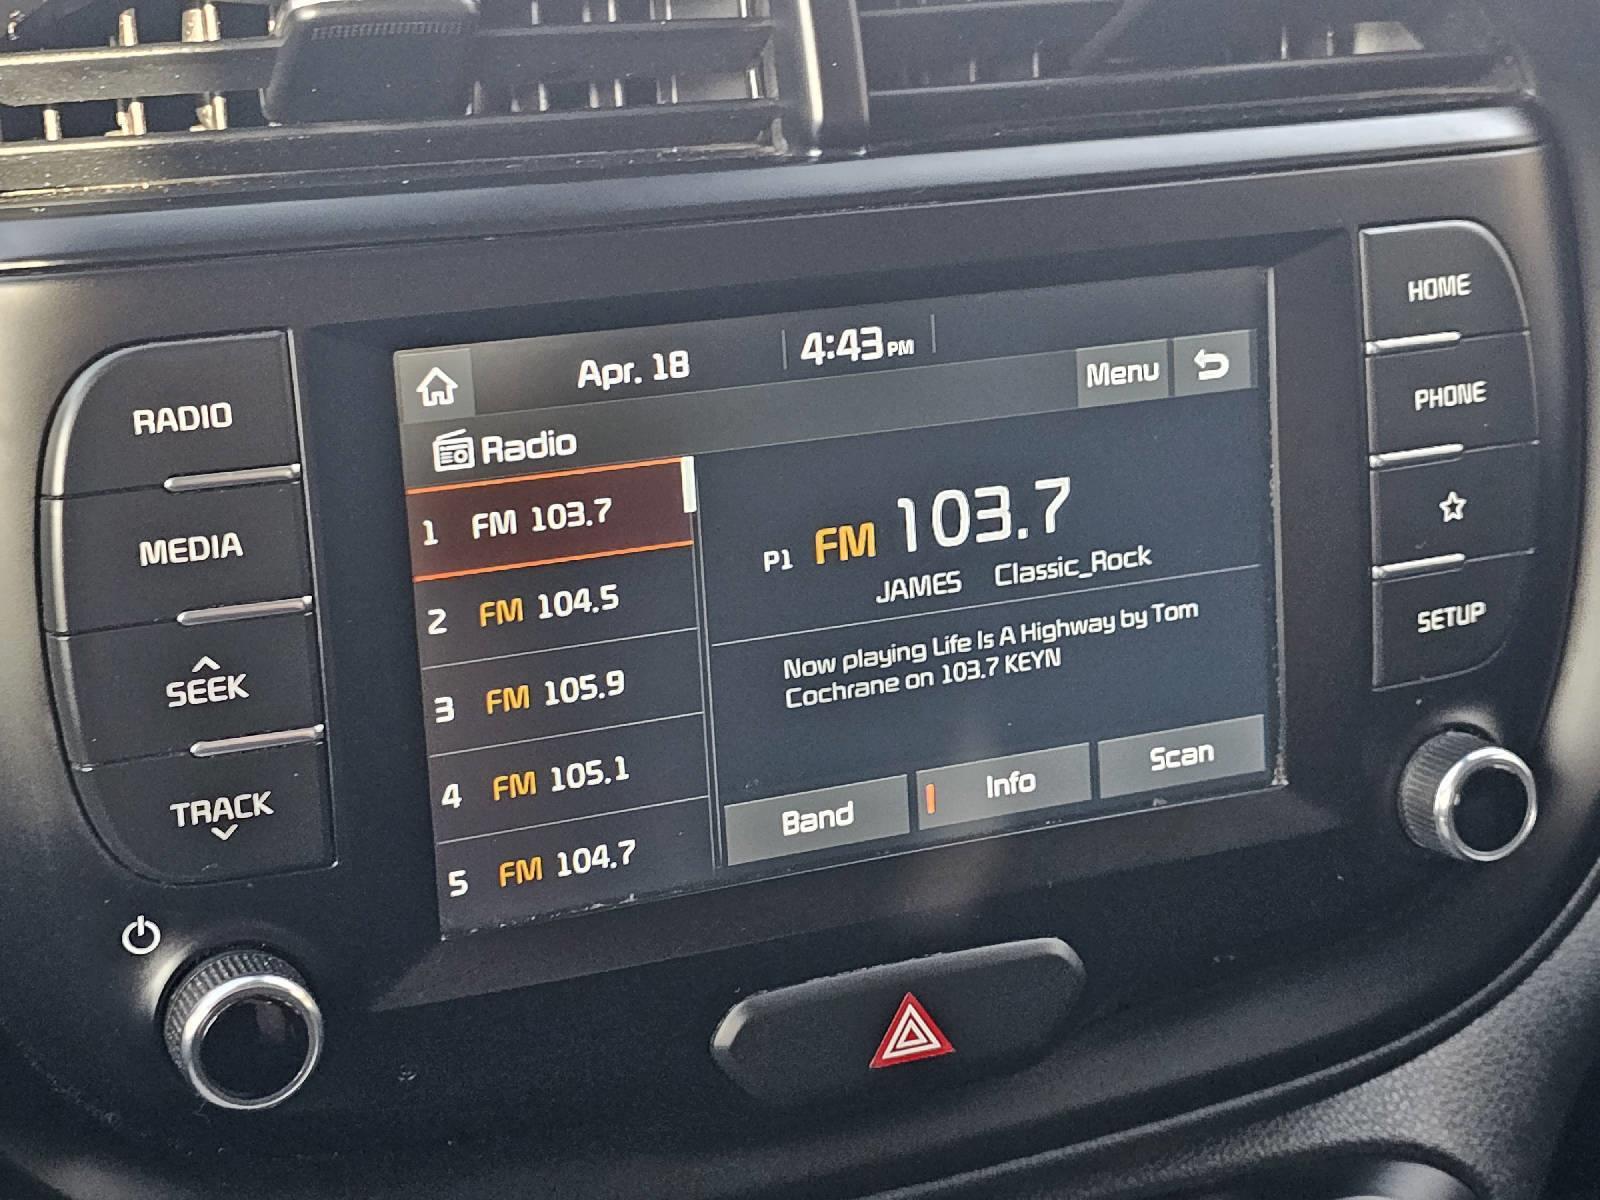 Apr. 18
4:43 PM
Menu
Radio
1 FM 103.7
2 FM 104.5
3 FM 105.9
4 FM 105.1
5 FM 104.7
P1 FM 103.7
JAMES Classic_Rock
Now playing Life Is A Highway by Tom
Cochrane on 103.7 KEYN
Band
Info
Scan
RADIO
MEDIA
SEEK
TRACK
HOME
PHONE
SETUP